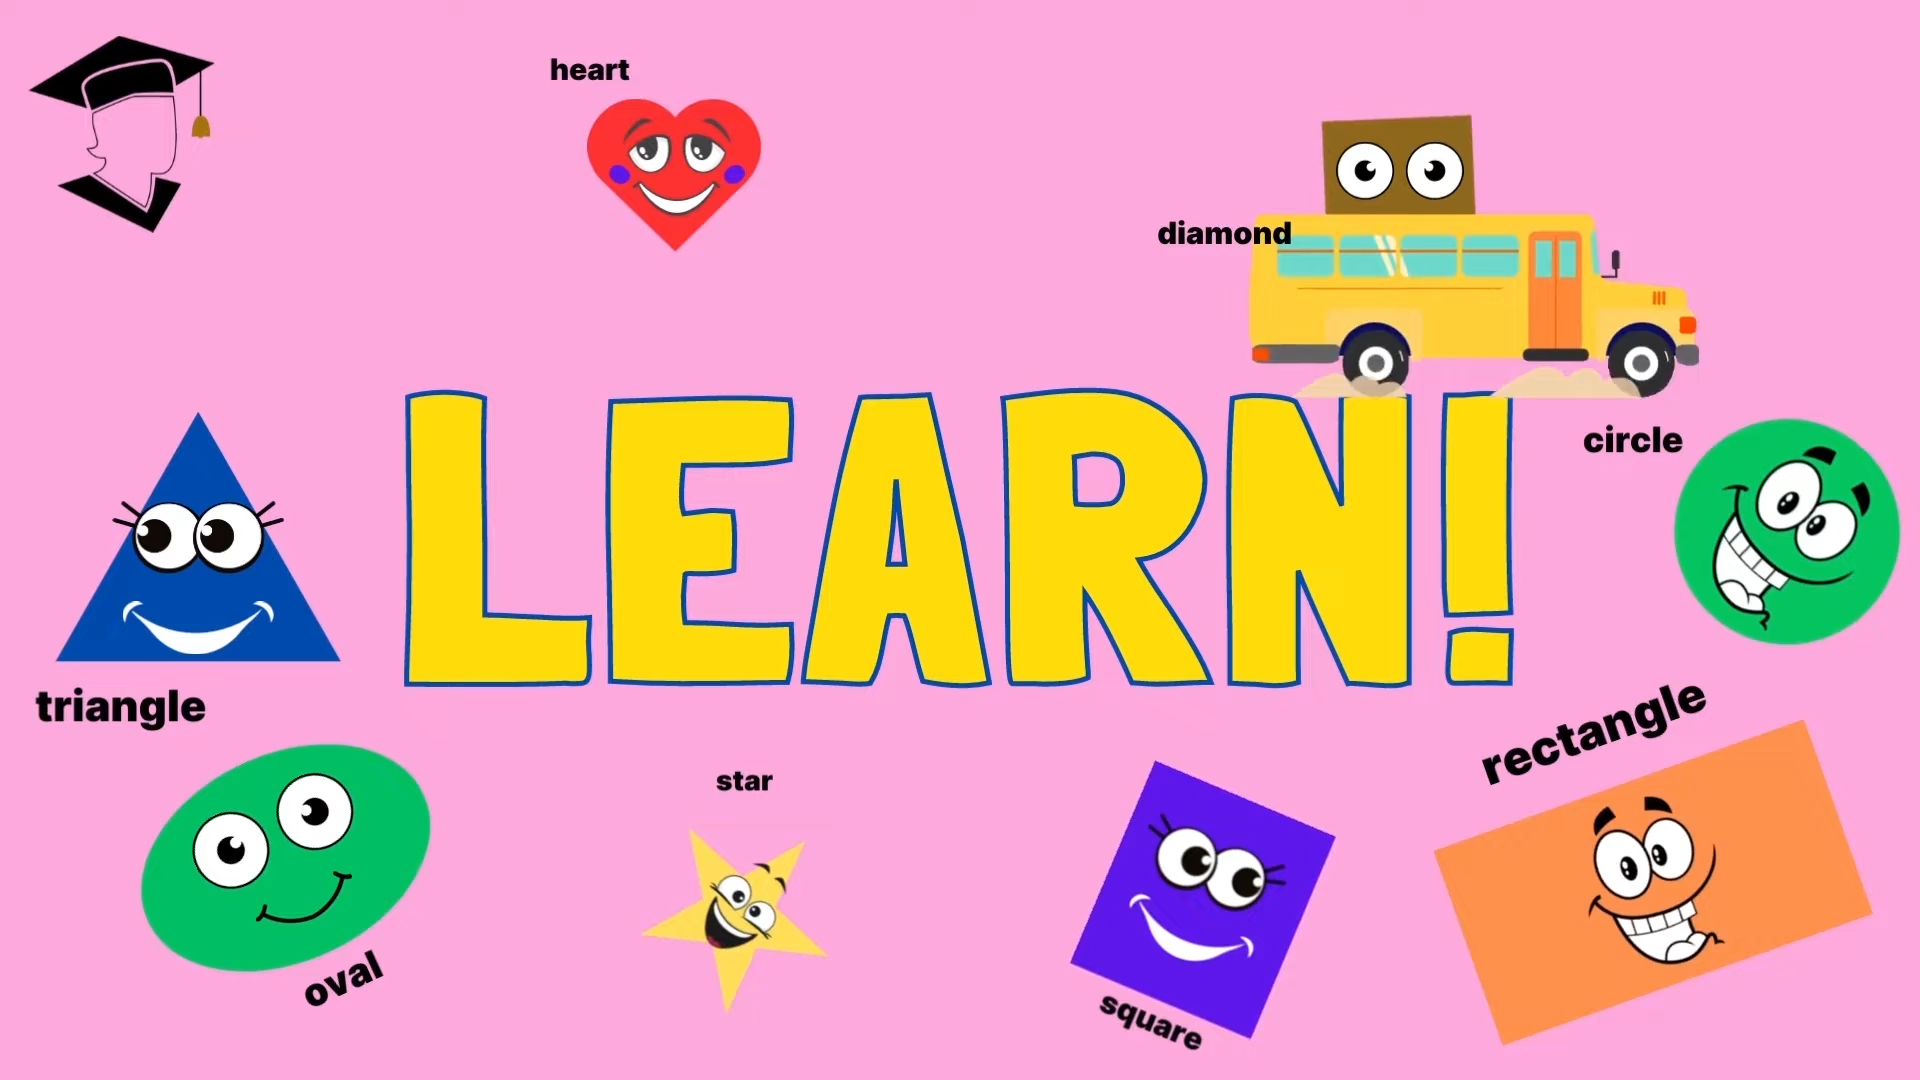 heart
diamond
LEARN!
circle
triangle
rectangle
star
oval
square